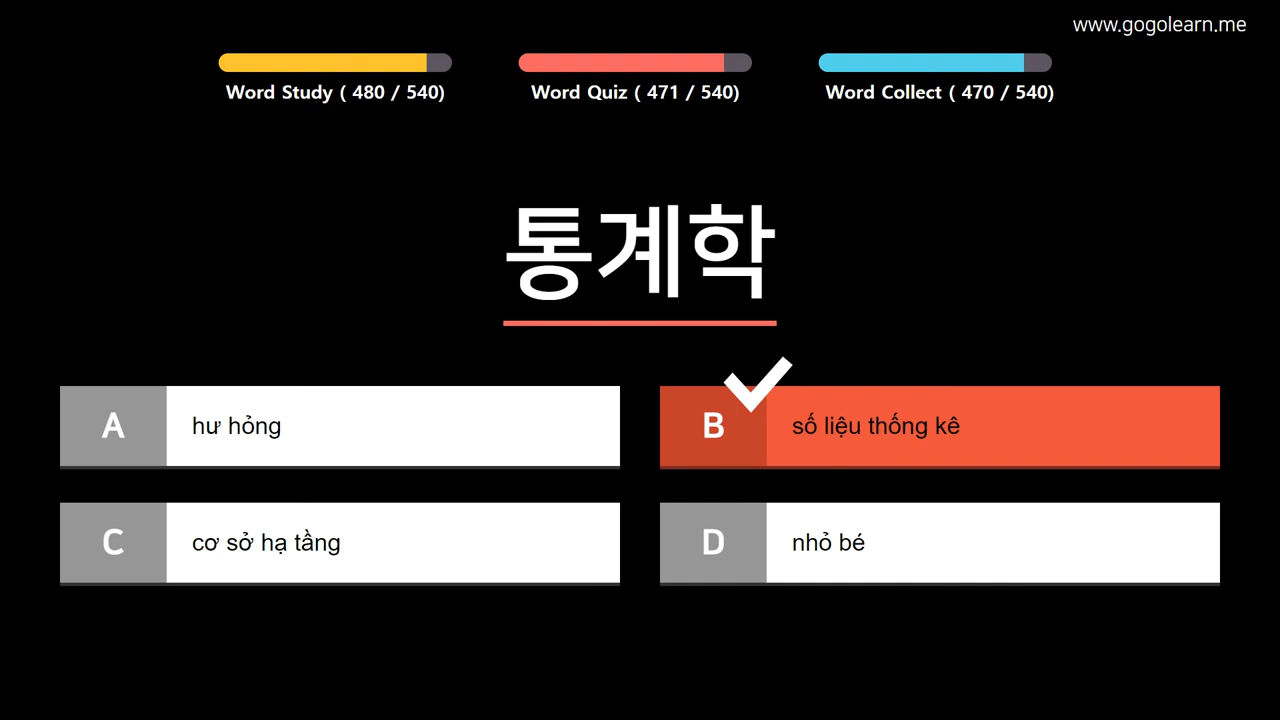 www.gogolearn.me
Word Study ( 480 / 540)
Word Quiz ( 471 / 540)
Word Collect ( 470 / 540)
통계학
A
hư hỏng
B
số liệu thống kê
C
cơ sở hạ tầng
D
nhỏ bé